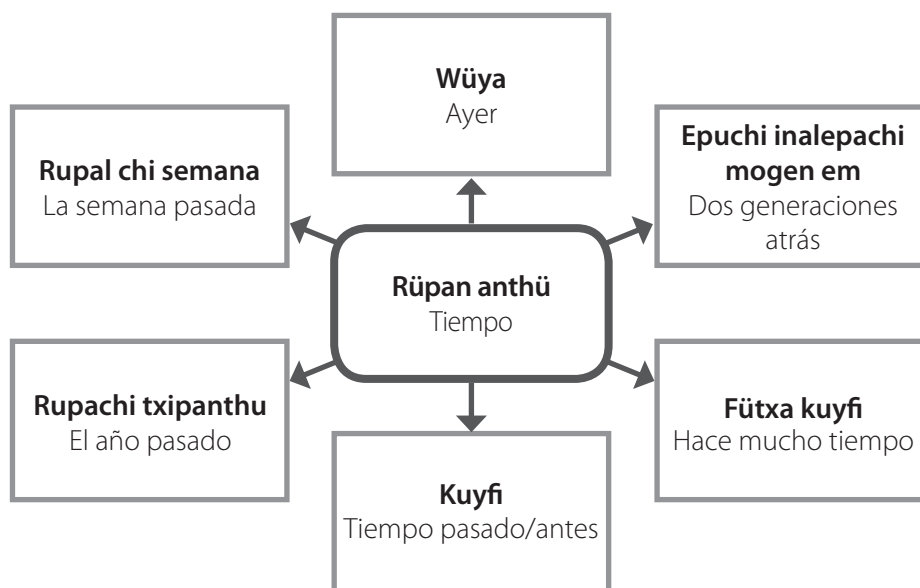 Wüya
Ayer
Rupal chi semana
La semana pasada
Epuchi inalepachi
mogen em
Dos generaciones
atrás
Rüpan anthü
Tiempo
Rupachi txipanthu
El año pasado
Fütxa kuyfi
Hace mucho tiempo
Kuyfi
Tiempo pasado/antes